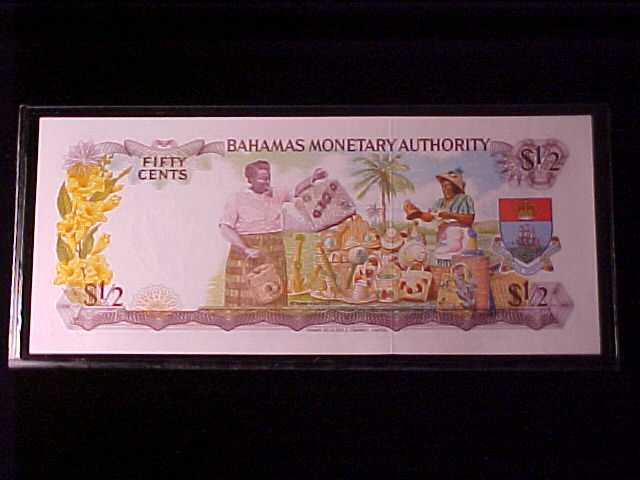 BAHAMAS MONETARY AUTHORITY
FIFTY
CENTS
$1/2
$1/2
$1/2